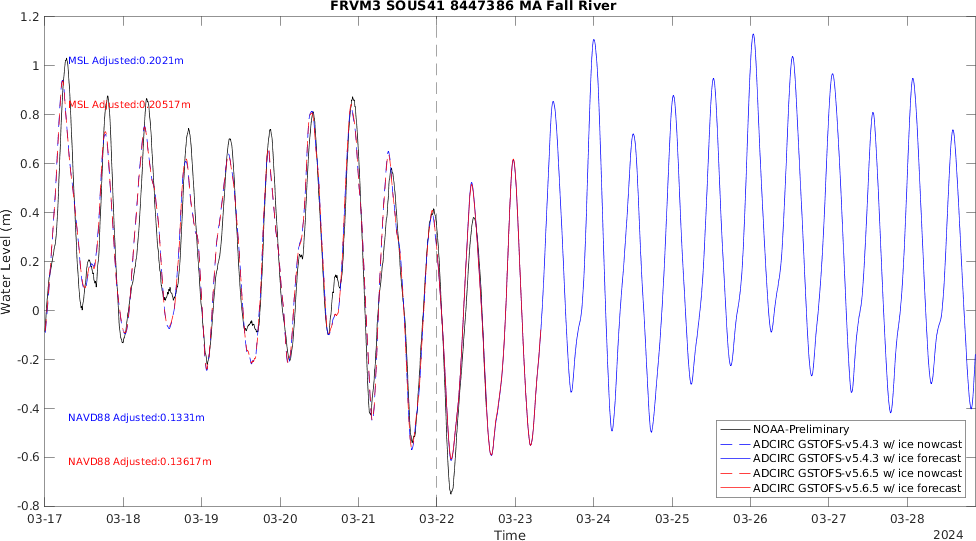 FRVM3 SOUS41 8447386 MA Fall River
1.2
1
0.8
0.6
0.4
0.2
0
-0.2
-0.4
-0.6
-0.8
Water Level (m)
MSL Adjusted:0.2021m
MSL Adjusted:0.20517m
NAVD88 Adjusted:0.1331m
NAVD88 Adjusted:0.13617m
NOAA-Preliminary
ADCIRC GSTOFS-v5.4.3 w/ ice nowcast
ADCIRC GSTOFS-v5.4.3 w/ ice forecast
ADCIRC GSTOFS-v5.6.5 w/ ice nowcast
ADCIRC GSTOFS-v5.6.5 w/ ice forecast
03-17 03-18 03-19 03-20 03-21 03-22 03-23 03-24 03-25 03-26 03-27 03-28
Time
2024